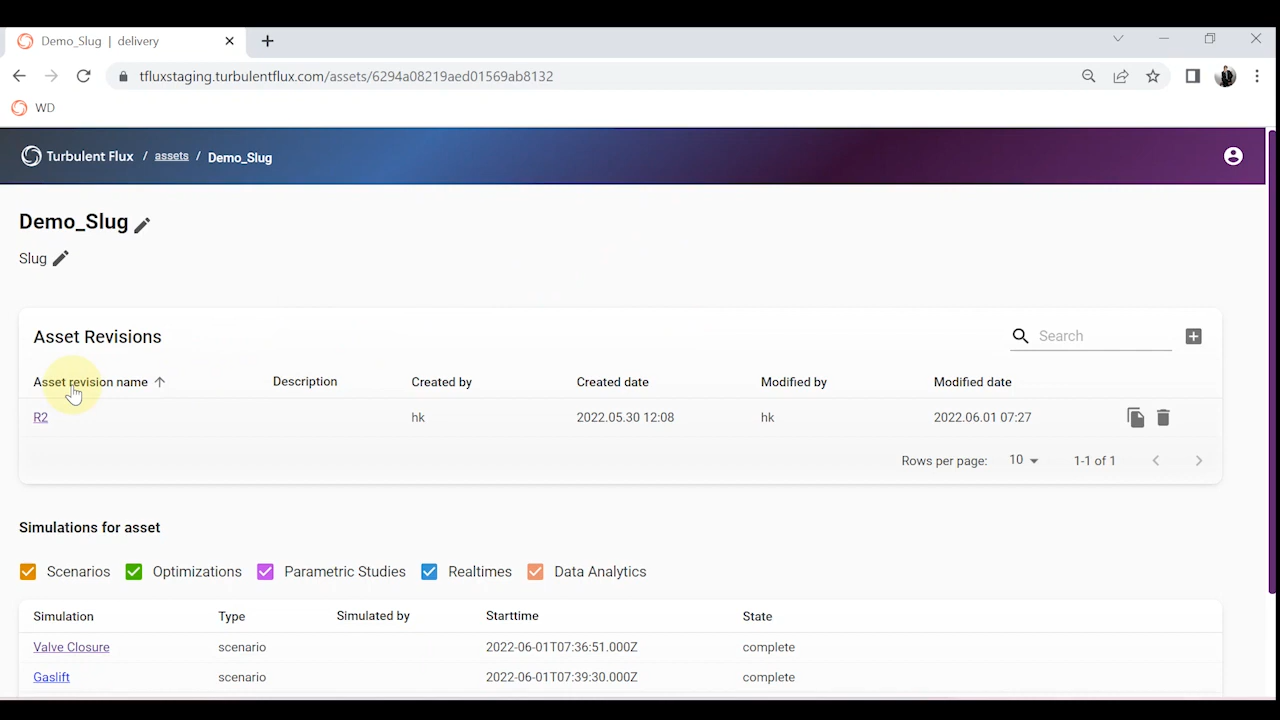 Demo_Slug | delivery
tfluxstaging.turbulentflux.com/assets/6294a08219aed01569ab8132
WD
Turbulent Flux / assets / Demo_Slug
Demo_Slug
Slug
Asset Revisions
Search
Asset revision name Description Created by Created date Modified by Modified date
R2 hk 2022.05.30 12:08 hk 2022.06.01 07:27
Rows per page: 10 1-1 of 1
Simulations for asset
Scenarios Optimizations Parametric Studies Realtimes Data Analytics
Simulation Type Simulated by Starttime State
Valve Closure scenario 2022-06-01T07:36:51.000Z complete
Gaslift scenario 2022-06-01T07:39:30.000Z complete